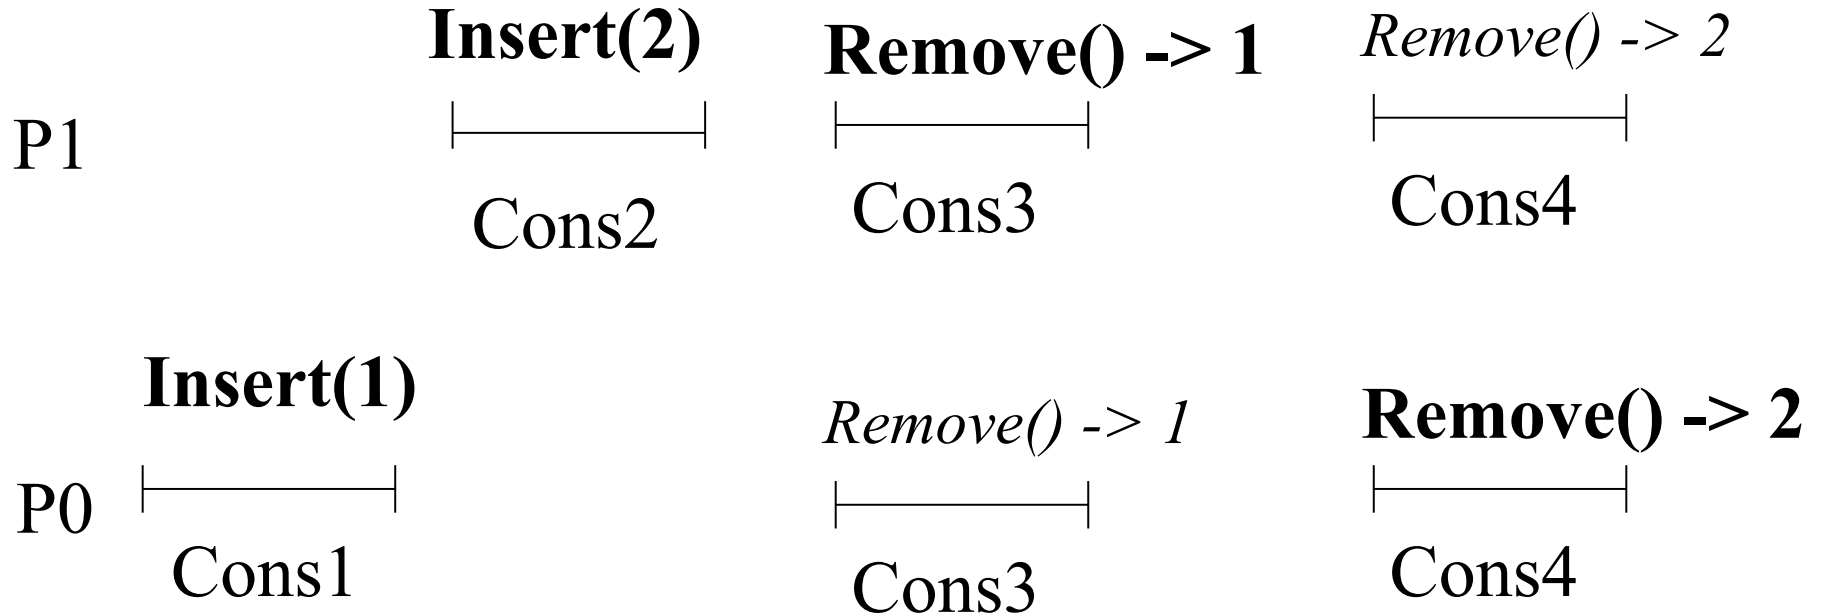 Insert(2) Remove() -> 1 Remove() -> 2
P1
Cons2 Cons3 Cons4
Insert(1) Remove() -> 1 Remove() -> 2
P0
Cons1 Cons3 Cons4